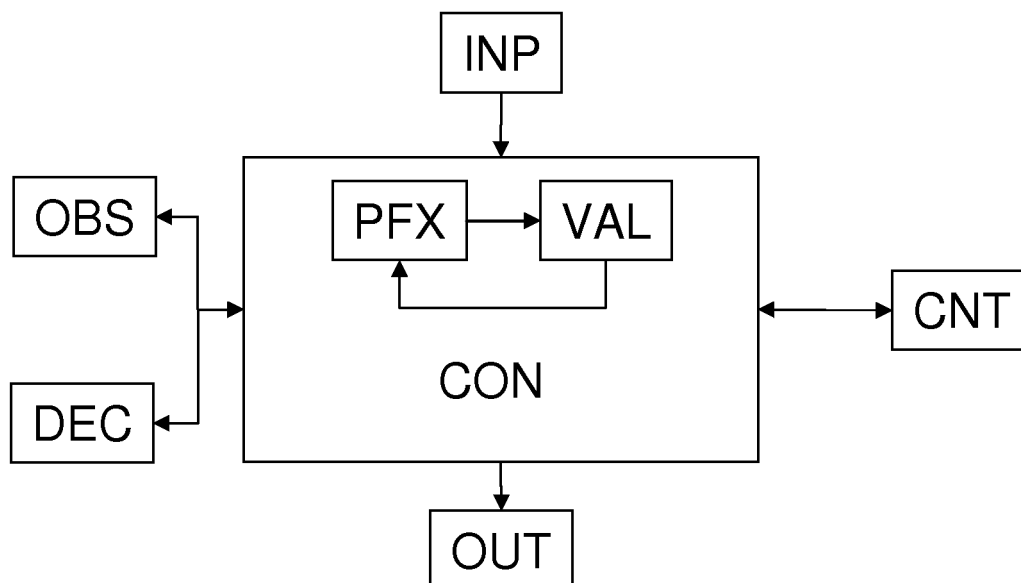 INP
PFX
VAL
OBS
CNT
CON
DEC
OUT